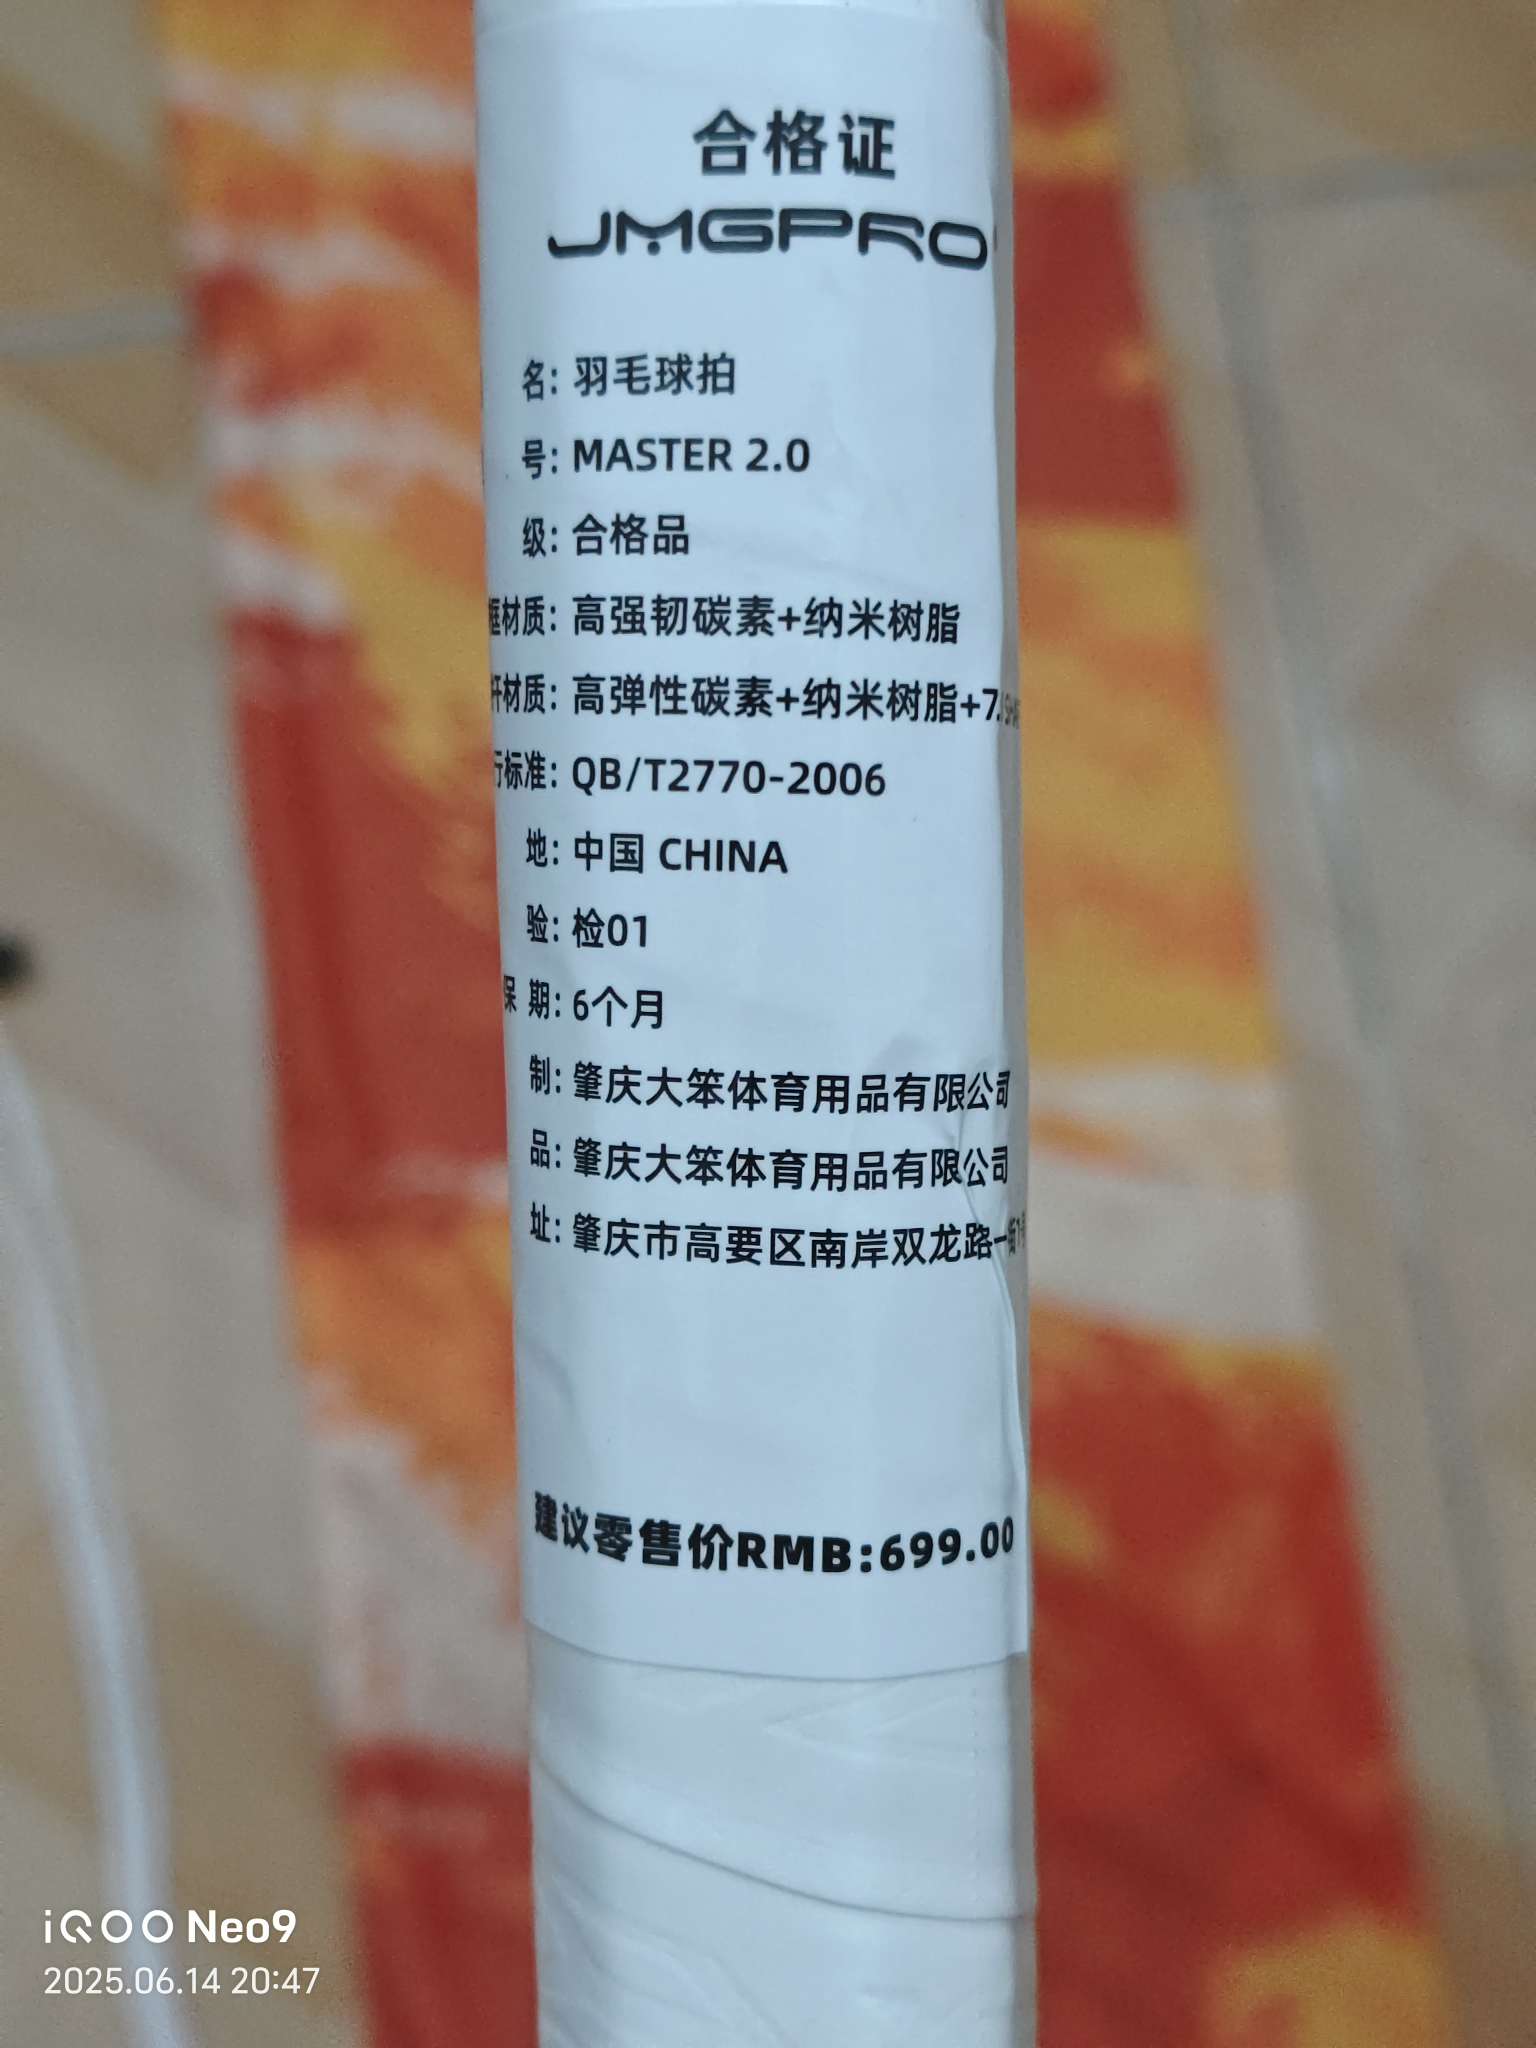 合格证
JMGPRO
名: 羽毛球拍
号: MASTER 2.0
级: 合格品
框材质: 高强韧碳素+纳米树脂
杆材质: 高弹性碳素+纳米树脂+7.
行标准: QB/T2770-2006
地: 中国 CHINA
验: 检01
保 期: 6个月
制: 肇庆大笨体育用品有限公司
品: 肇庆大笨体育用品有限公司
址: 肇庆市高要区南岸双龙路一街
建议零售价RMB:699.00
iQOO Neo9
2025.06.14 20:47